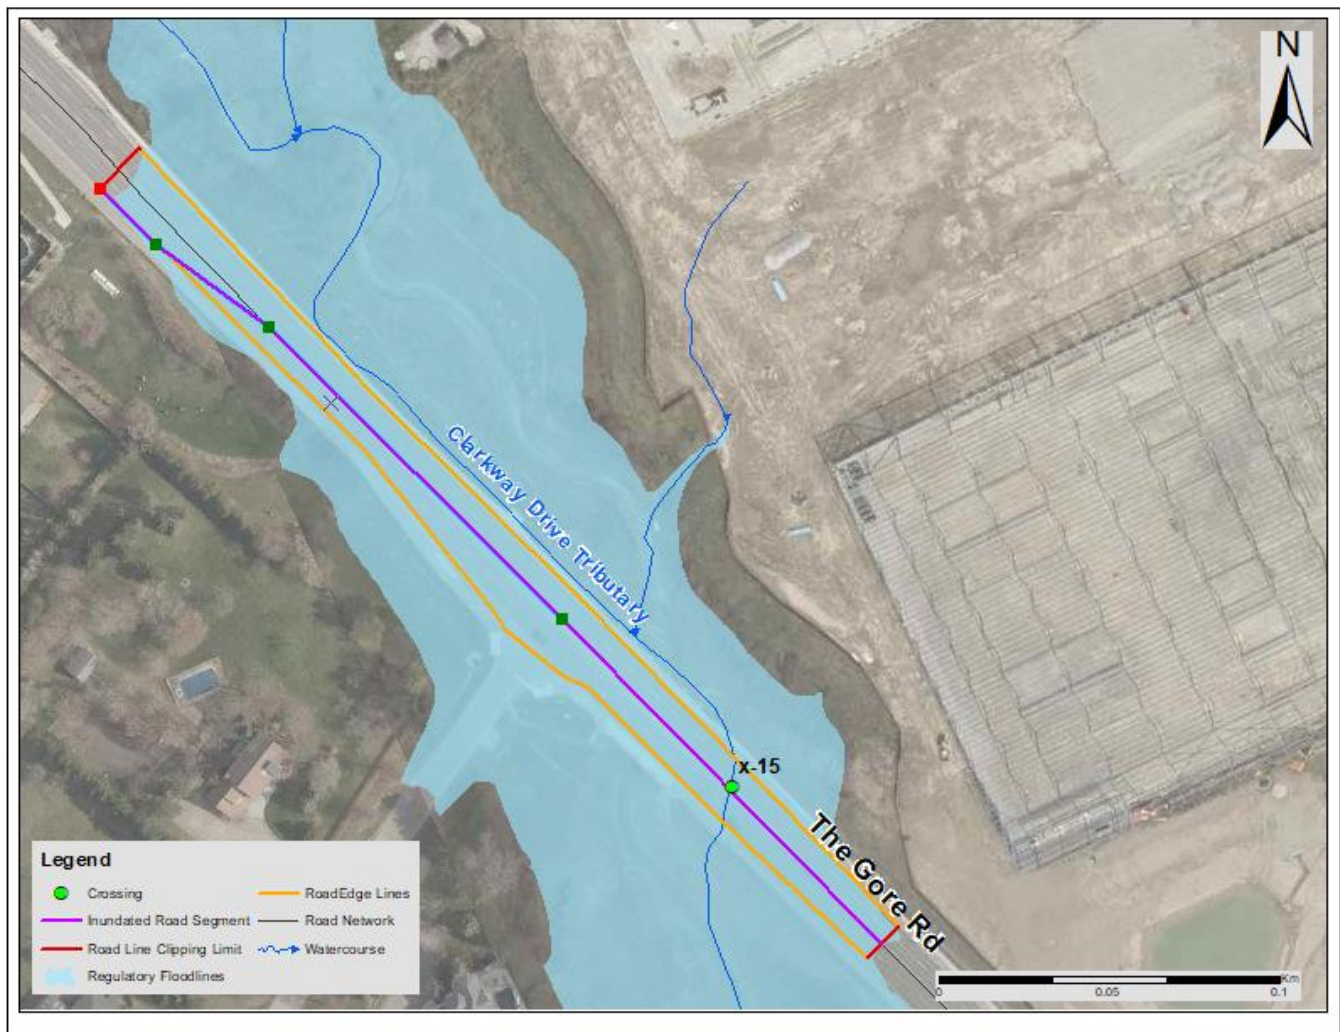 N
Clarkway Drive Tributary
x-15
The Gore Rd
Legend
Crossing
RoadEdge Lines
Inundated Road Segment
Road Network
Road Line Clipping Limit
Watercourse
Regulatory Floodlines
Km
0 0.05 0.1